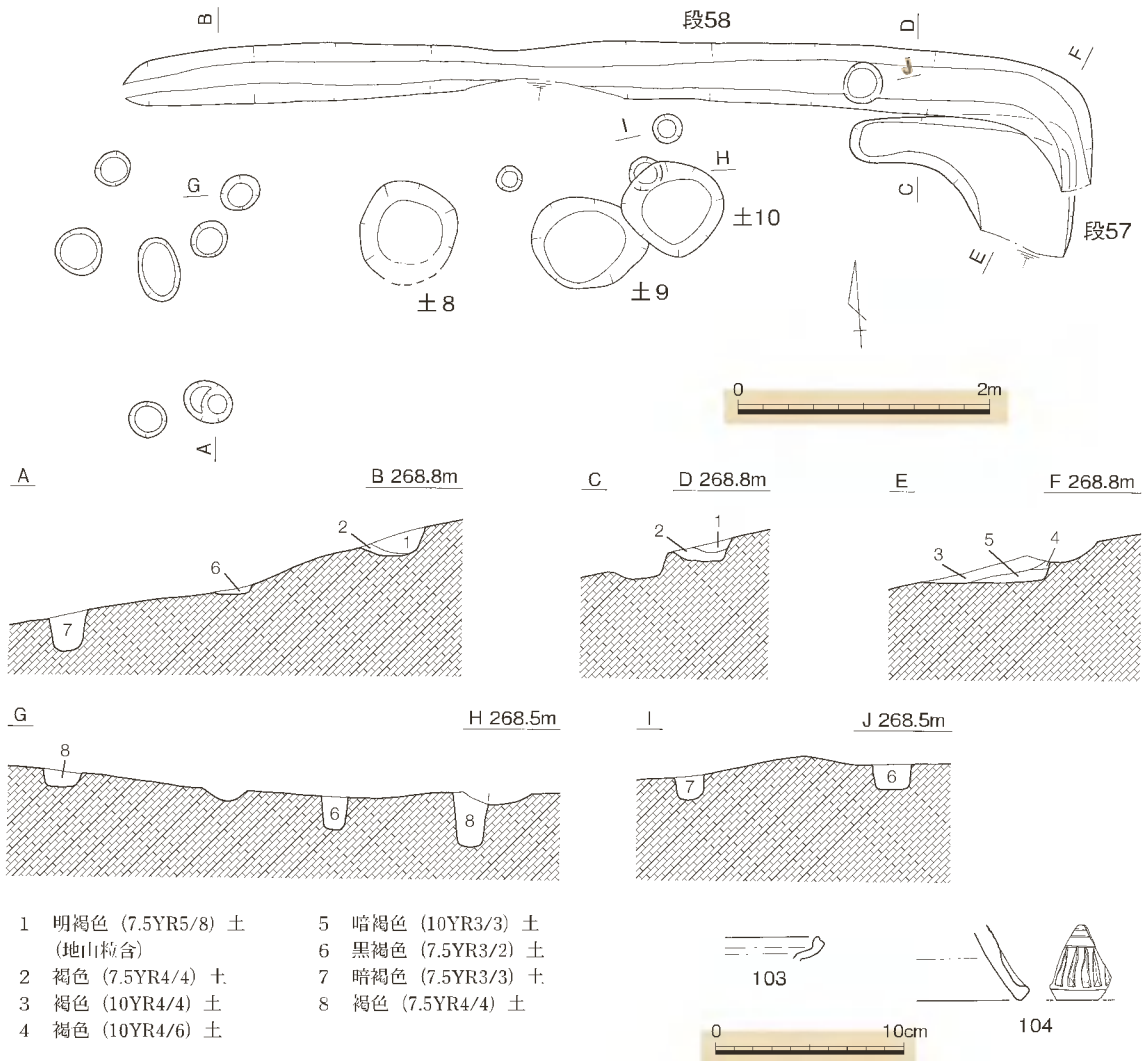 B
段58
D
J
F
I
H
G
C
土10
段57
E
土8
土9
0 2m
A
A B 268.8m
C D 268.8m
E F 268.8m
2 1
6
7
2 1
3 5 4
G H 268.5m
I J 268.5m
8
6
8
7
6
1 明褐色 (7.5YR5/8) 土
(地山粒含)
2 褐色 (7.5YR4/4) 土
3 褐色 (10YR4/4) 土
4 褐色 (10YR4/6) 土
5 暗褐色 (10YR3/3) 土
6 黒褐色 (7.5YR3/2) 土
7 暗褐色 (7.5YR3/3) 土
8 褐色 (7.5YR4/4) 土
103
104
0 10cm